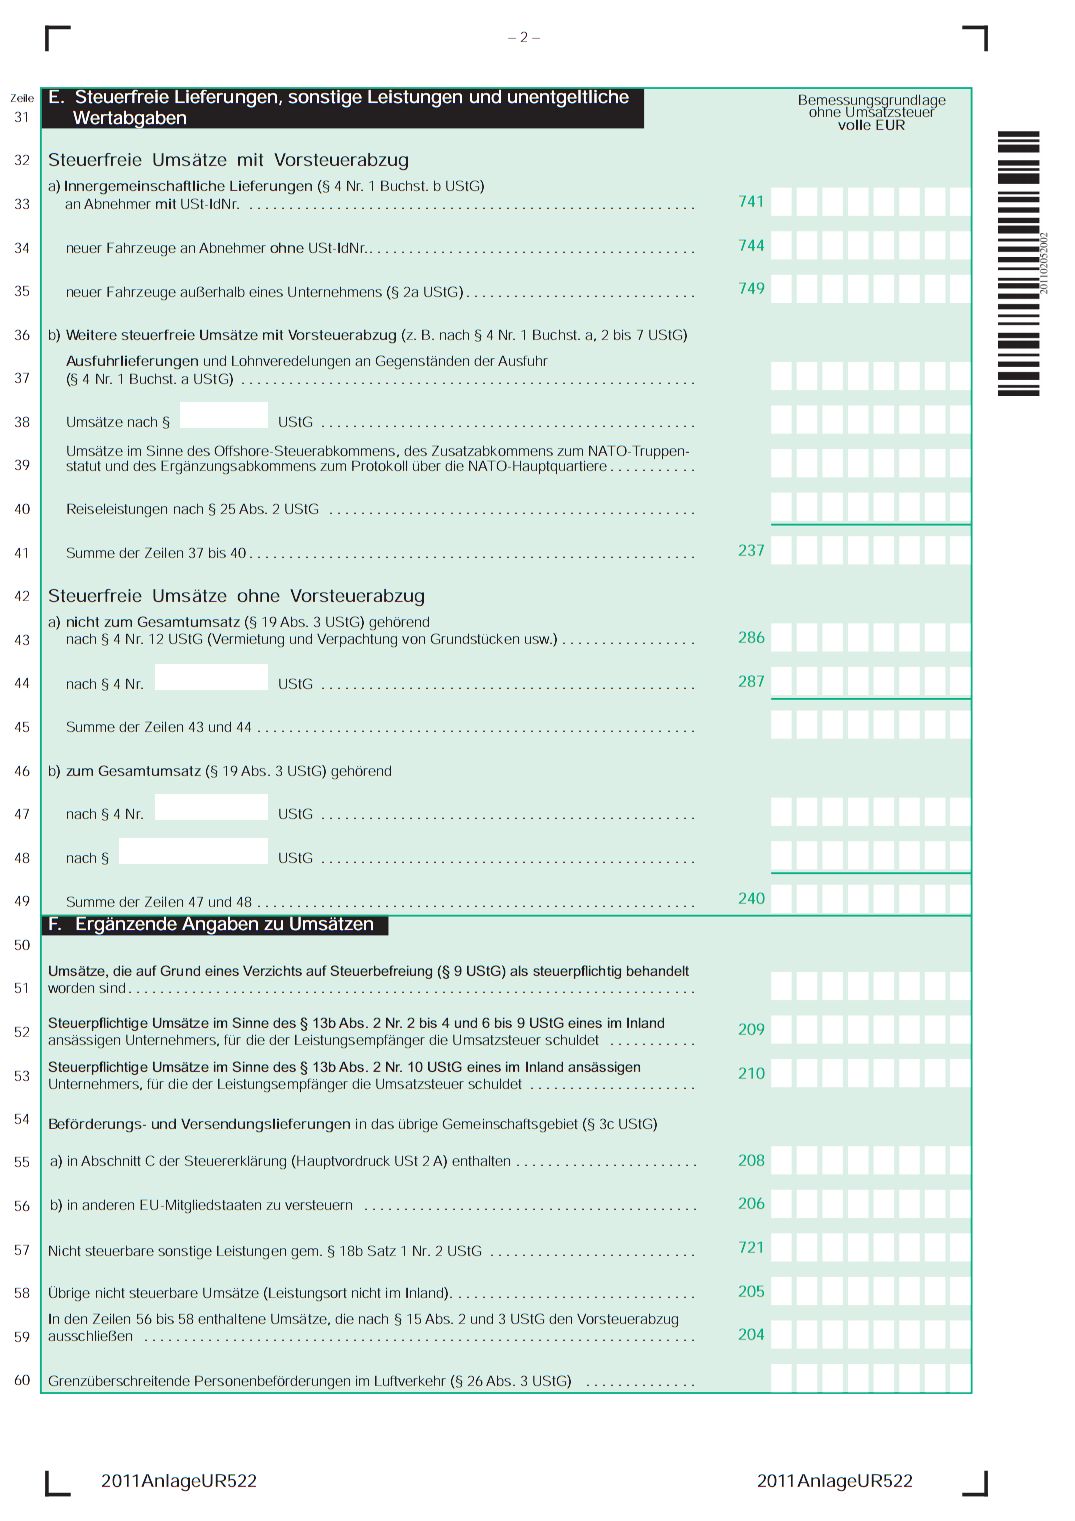 – 2 –
Zeile
31
E. Steuerfreie Lieferungen, sonstige Leistungen und unentgeltliche
Wertabgaben
Bemessungsgrundlage
ohne Umsatzsteuer
volle EUR
32 Steuerfreie Umsätze mit Vorsteuerabzug
a) Innergemeinschaftliche Lieferungen (§ 4 Nr. 1 Buchst. b UStG)
33 an Abnehmer mit USt-IdNr. . . . . . . . . . . . . . . . . . . . . . . . . . . . . 741
34 neuer Fahrzeuge an Abnehmer ohne USt-IdNr. . . . . . . . . . . . . . . . . . . . . 744
35 neuer Fahrzeuge außerhalb eines Unternehmens (§ 2a UStG) . . . . . . . . . . . . . . . 749
36 b) Weitere steuerfreie Umsätze mit Vorsteuerabzug (z. B. nach § 4 Nr. 1 Buchst. a, 2 bis 7 UStG)
Ausfuhrlieferungen und Lohnveredelungen an Gegenständen der Ausfuhr
37 (§ 4 Nr. 1 Buchst. a UStG) . . . . . . . . . . . . . . . . . . . . . . . . . . . .
38 Umsätze nach § UStG . . . . . . . . . . . . . . . . . . . . . . . .
Umsätze im Sinne des Offshore-Steuerabkommens, des Zusatzabkommens zum NATO-Truppen-
39 statut und des Ergänzungsabkommens zum Protokoll über die NATO-Hauptquartiere . . . . . . . . . . .
40 Reiseleistungen nach § 25 Abs. 2 UStG . . . . . . . . . . . . . . . . . . . . . . . .
41 Summe der Zeilen 37 bis 40 . . . . . . . . . . . . . . . . . . . . . . . . . . . . 237
42 Steuerfreie Umsätze ohne Vorsteuerabzug
a) nicht zum Gesamtumsatz (§ 19 Abs. 3 UStG) gehörend
43 nach § 4 Nr. 12 UStG (Vermietung und Verpachtung von Grundstücken usw.) . . . . . . . . . . . . . . . . . 286
44 nach § 4 Nr. UStG . . . . . . . . . . . . . . . . . . . . . . . . 287
45 Summe der Zeilen 43 und 44 . . . . . . . . . . . . . . . . . . . . . . . . . . . .
46 b) zum Gesamtumsatz (§ 19 Abs. 3 UStG) gehörend
47 nach § 4 Nr. UStG . . . . . . . . . . . . . . . . . . . . . . . .
48 nach § UStG . . . . . . . . . . . . . . . . . . . . . . . .
49 Summe der Zeilen 47 und 48 . . . . . . . . . . . . . . . . . . . . . . . . . . . . 240
F. Ergänzende Angaben zu Umsätzen
50
Umsätze, die auf Grund eines Verzichts auf Steuerbefreiung (§ 9 UStG) als steuerpflichtig behandelt
51 worden sind . . . . . . . . . . . . . . . . . . . . . . . . . . . . . . . .
Steuerpflichtige Umsätze im Sinne des § 13b Abs. 2 Nr. 2 bis 4 und 6 bis 9 UStG eines im Inland
52 ansässigen Unternehmers, für die der Leistungsempfänger die Umsatzsteuer schuldet . . . . . . . . . . . 209
Steuerpflichtige Umsätze im Sinne des § 13b Abs. 2 Nr. 10 UStG eines im Inland ansässigen
53 Unternehmers, für die der Leistungsempfänger die Umsatzsteuer schuldet . . . . . . . . . . . . . . . . . . . . . 210
54 Beförderungs- und Versendungslieferungen in das übrige Gemeinschaftsgebiet (§ 3c UStG)
55 a) in Abschnitt C der Steuererklärung (Hauptvordruck USt 2 A) enthalten . . . . . . . . . . . . . . . . . . . . . . . 208
56 b) in anderen EU-Mitgliedstaaten zu versteuern . . . . . . . . . . . . . . . . . . . . . . . . 206
57 Nicht steuerbare sonstige Leistungen gem. § 18b Satz 1 Nr. 2 UStG . . . . . . . . . . . . . . . . . . . . . . . . . . 721
58 Übrige nicht steuerbare Umsätze (Leistungsort nicht im Inland). . . . . . . . . . . . . . . . . . . . . . . . . 205
In den Zeilen 56 bis 58 enthaltene Umsätze, die nach § 15 Abs. 2 und 3 UStG den Vorsteuerabzug
59 ausschließen . . . . . . . . . . . . . . . . . . . . . . . . . . . . . . . . 204
60 Grenzüberschreitende Personenbeförderungen im Luftverkehr (§ 26 Abs. 3 UStG) . . . . . . . . . . . . . .
201102052002
2011AnlageUR522 2011AnlageUR522